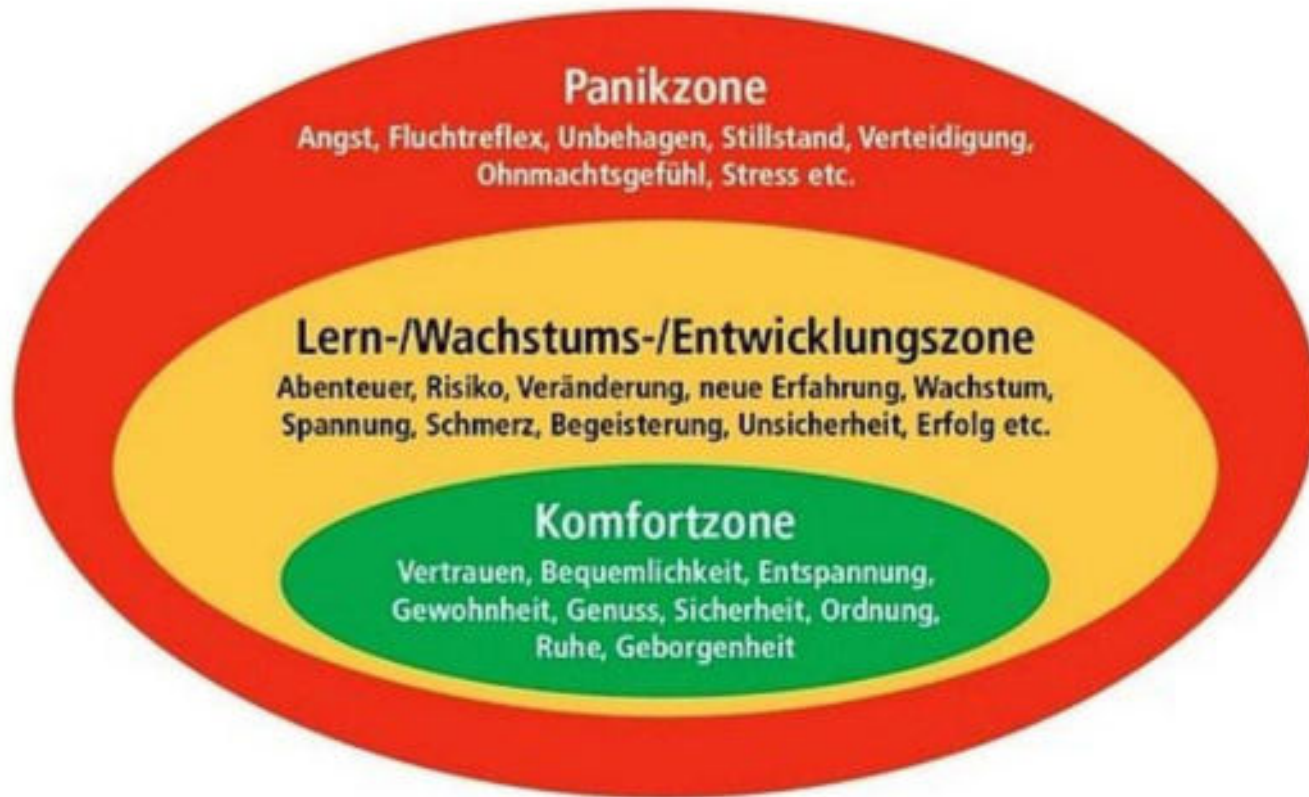 Panikzone
Angst, Fluchtreflex, Unbehagen, Stillstand, Verteidigung,
Ohnmachtsgefühl, Stress etc.
Lern-/Wachstums-/Entwicklungszone
Abenteuer, Risiko, Veränderung, neue Erfahrung, Wachstum,
Spannung, Schmerz, Begeisterung, Unsicherheit, Erfolg etc.
Komfortzone
Vertrauen, Bequemlichkeit, Entspannung,
Gewohnheit, Genuss, Sicherheit, Ordnung,
Ruhe, Geborgenheit